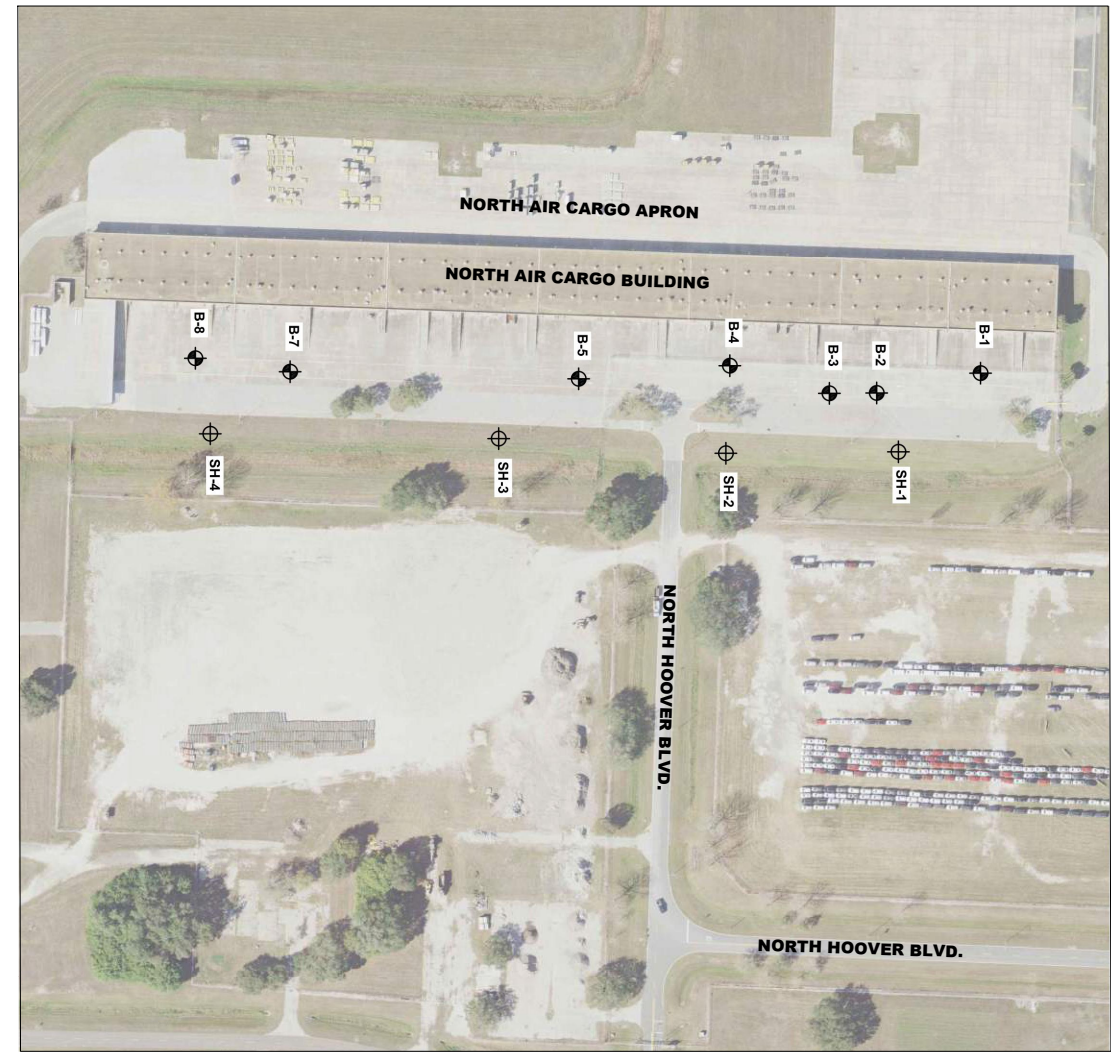 NORTH AIR CARGO APRON
NORTH AIR CARGO BUILDING
B-8
B-7
B-5
B-4
B-3
B-2
B-1
SH-4
SH-3
SH-2
SH-1
NORTH HOOVER BLVD.
NORTH HOOVER BLVD.